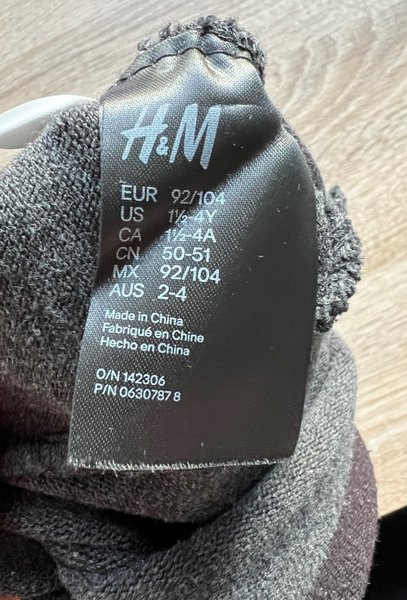 H&M
EUR 92/104
US 1½-4Y
CA 1½-4A
CN 50-51
MX 92/104
AUS 2-4
Made in China
Fabriqué en Chine
Hecho en China
O/N 142306
P/N 0630787 8